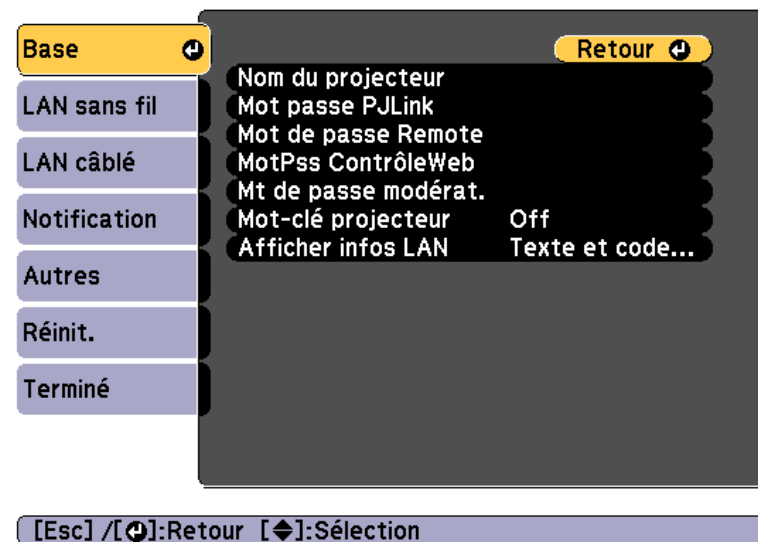 Base
LAN sans fil
LAN câblé
Notification
Autres
Réinit.
Terminé
Retour
Nom du projecteur
Mot passe PJLink
Mot de passe Remote
MotPss ContrôleWeb
Mt de passe modérat.
Mot-clé projecteur Off
Afficher infos LAN Texte et code...
[Esc] /[ ]:Retour [ ]:Sélection